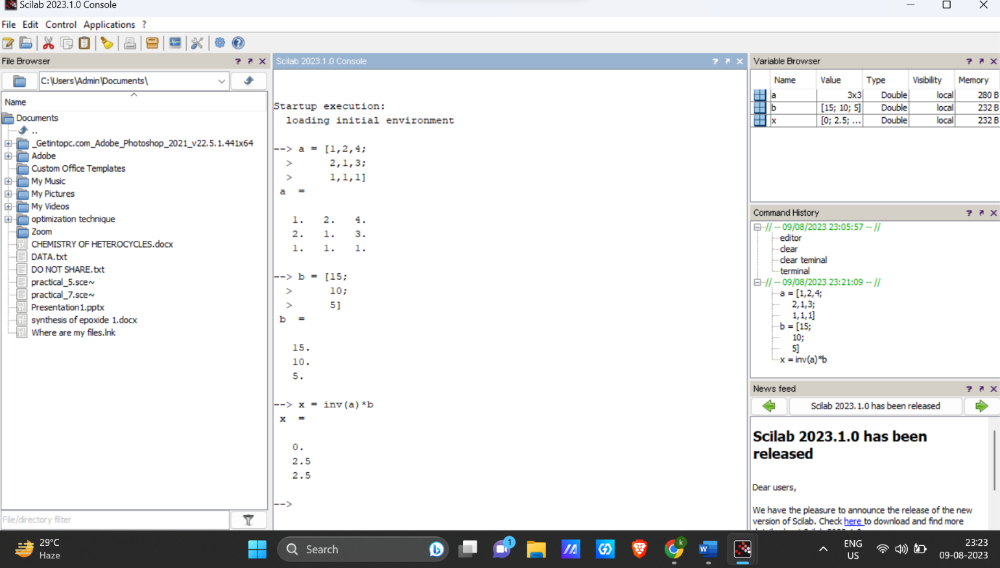 Scilab 2023.1.0 Console
File Edit Control Applications ?
File Browser ? 
C:\Users\Admin\Documents\
Name
Documents
..
_Getintopc.com_Adobe_Photoshop_2021_v22.5.1.441x64
Adobe
Custom Office Templates
My Music
My Pictures
My Videos
optimization technique
Zoom
CHEMISTRY OF HETEROCYCLES.docx
DATA.txt
DO NOT SHARE.txt
practical_5.sce~
practical_7.sce~
Presentation1.pptx
synthesis of epoxide 1.docx
Where are my files.lnk
File/directory filter
Scilab 2023.1.0 Console ?
Startup execution:
loading initial environment
--> a = [1,2,4;
> 2,1,3;
> 1,1,1]
a =
1. 2. 4.
2. 1. 3.
1. 1. 1.
--> b = [15;
> 10;
> 5]
b =
15.
10.
5.
--> x = inv(a)*b
x =
0.
2.5
2.5
-->
Variable Browser ?
Name Value Type Visibility Memory
a 3x3 Double local 280 B
b [15; 10; 5] Double local 232 B
x [0; 2.5; ... Double local 232 B
Command History ?
// -- 09/08/2023 23:05:57 -- //
editor
clear
clear teminal
terminal
// -- 09/08/2023 23:21:09 -- //
a = [1,2,4;
2,1,3;
1,1,1]
b = [15;
10;
5]
x = inv(a)*b
News feed ?
Scilab 2023.1.0 has been released
Scilab 2023.1.0 has been
released
Dear users,
We have the pleasure to announce the release of the new
version of Scilab. Check here to download and find more
29°C
Haze
Search
1
k
W
ENG
US
23:23
09-08-2023